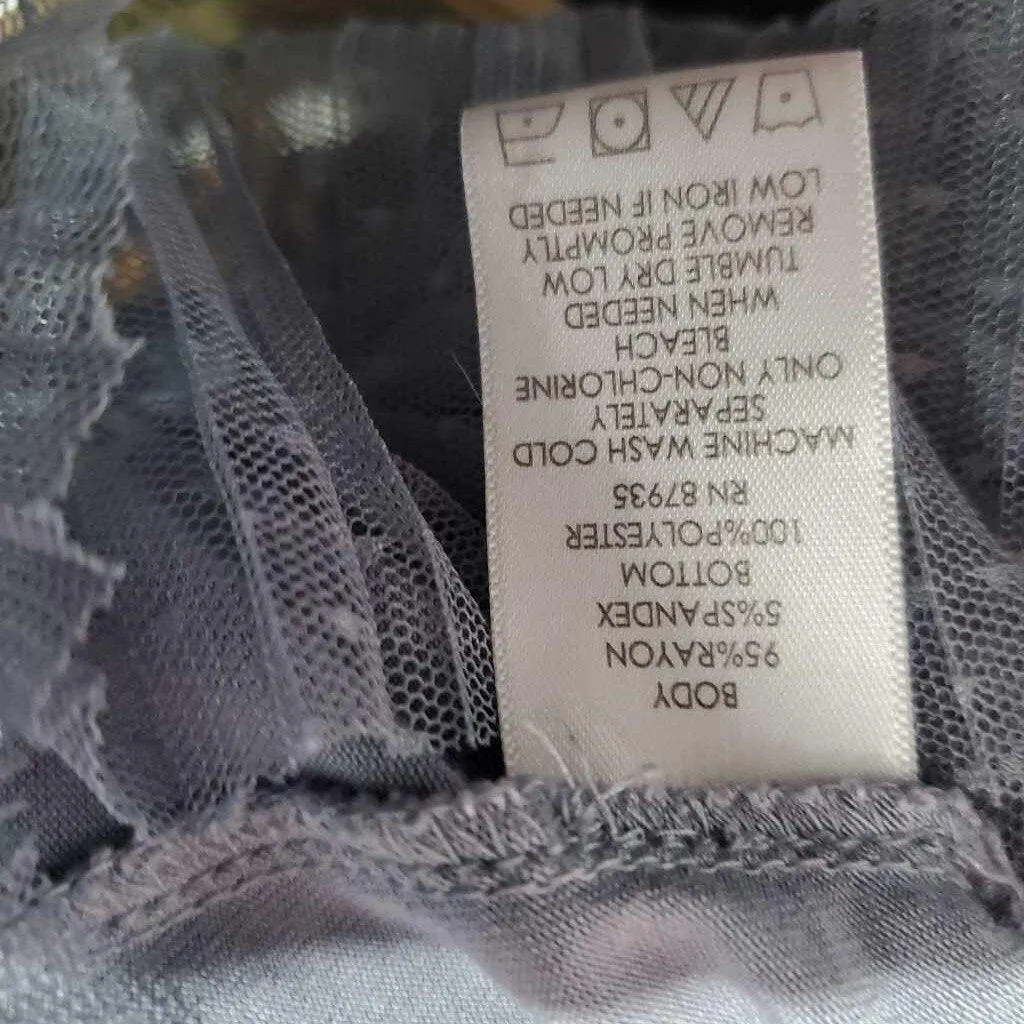 BODY
95%RAYON
5%SPANDEX
BOTTOM
100%POLYESTER
RN 87935
MACHINE WASH COLD
SEPARATELY
ONLY NON-CHLORINE
BLEACH
WHEN NEEDED
TUMBLE DRY LOW
REMOVE PROMPTLY
LOW IRON IF NEEDED